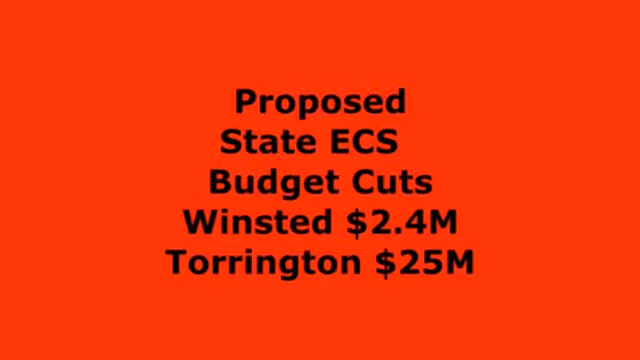 Proposed
State ECS
Budget Cuts
Winsted $2.4M
Torrington $25M